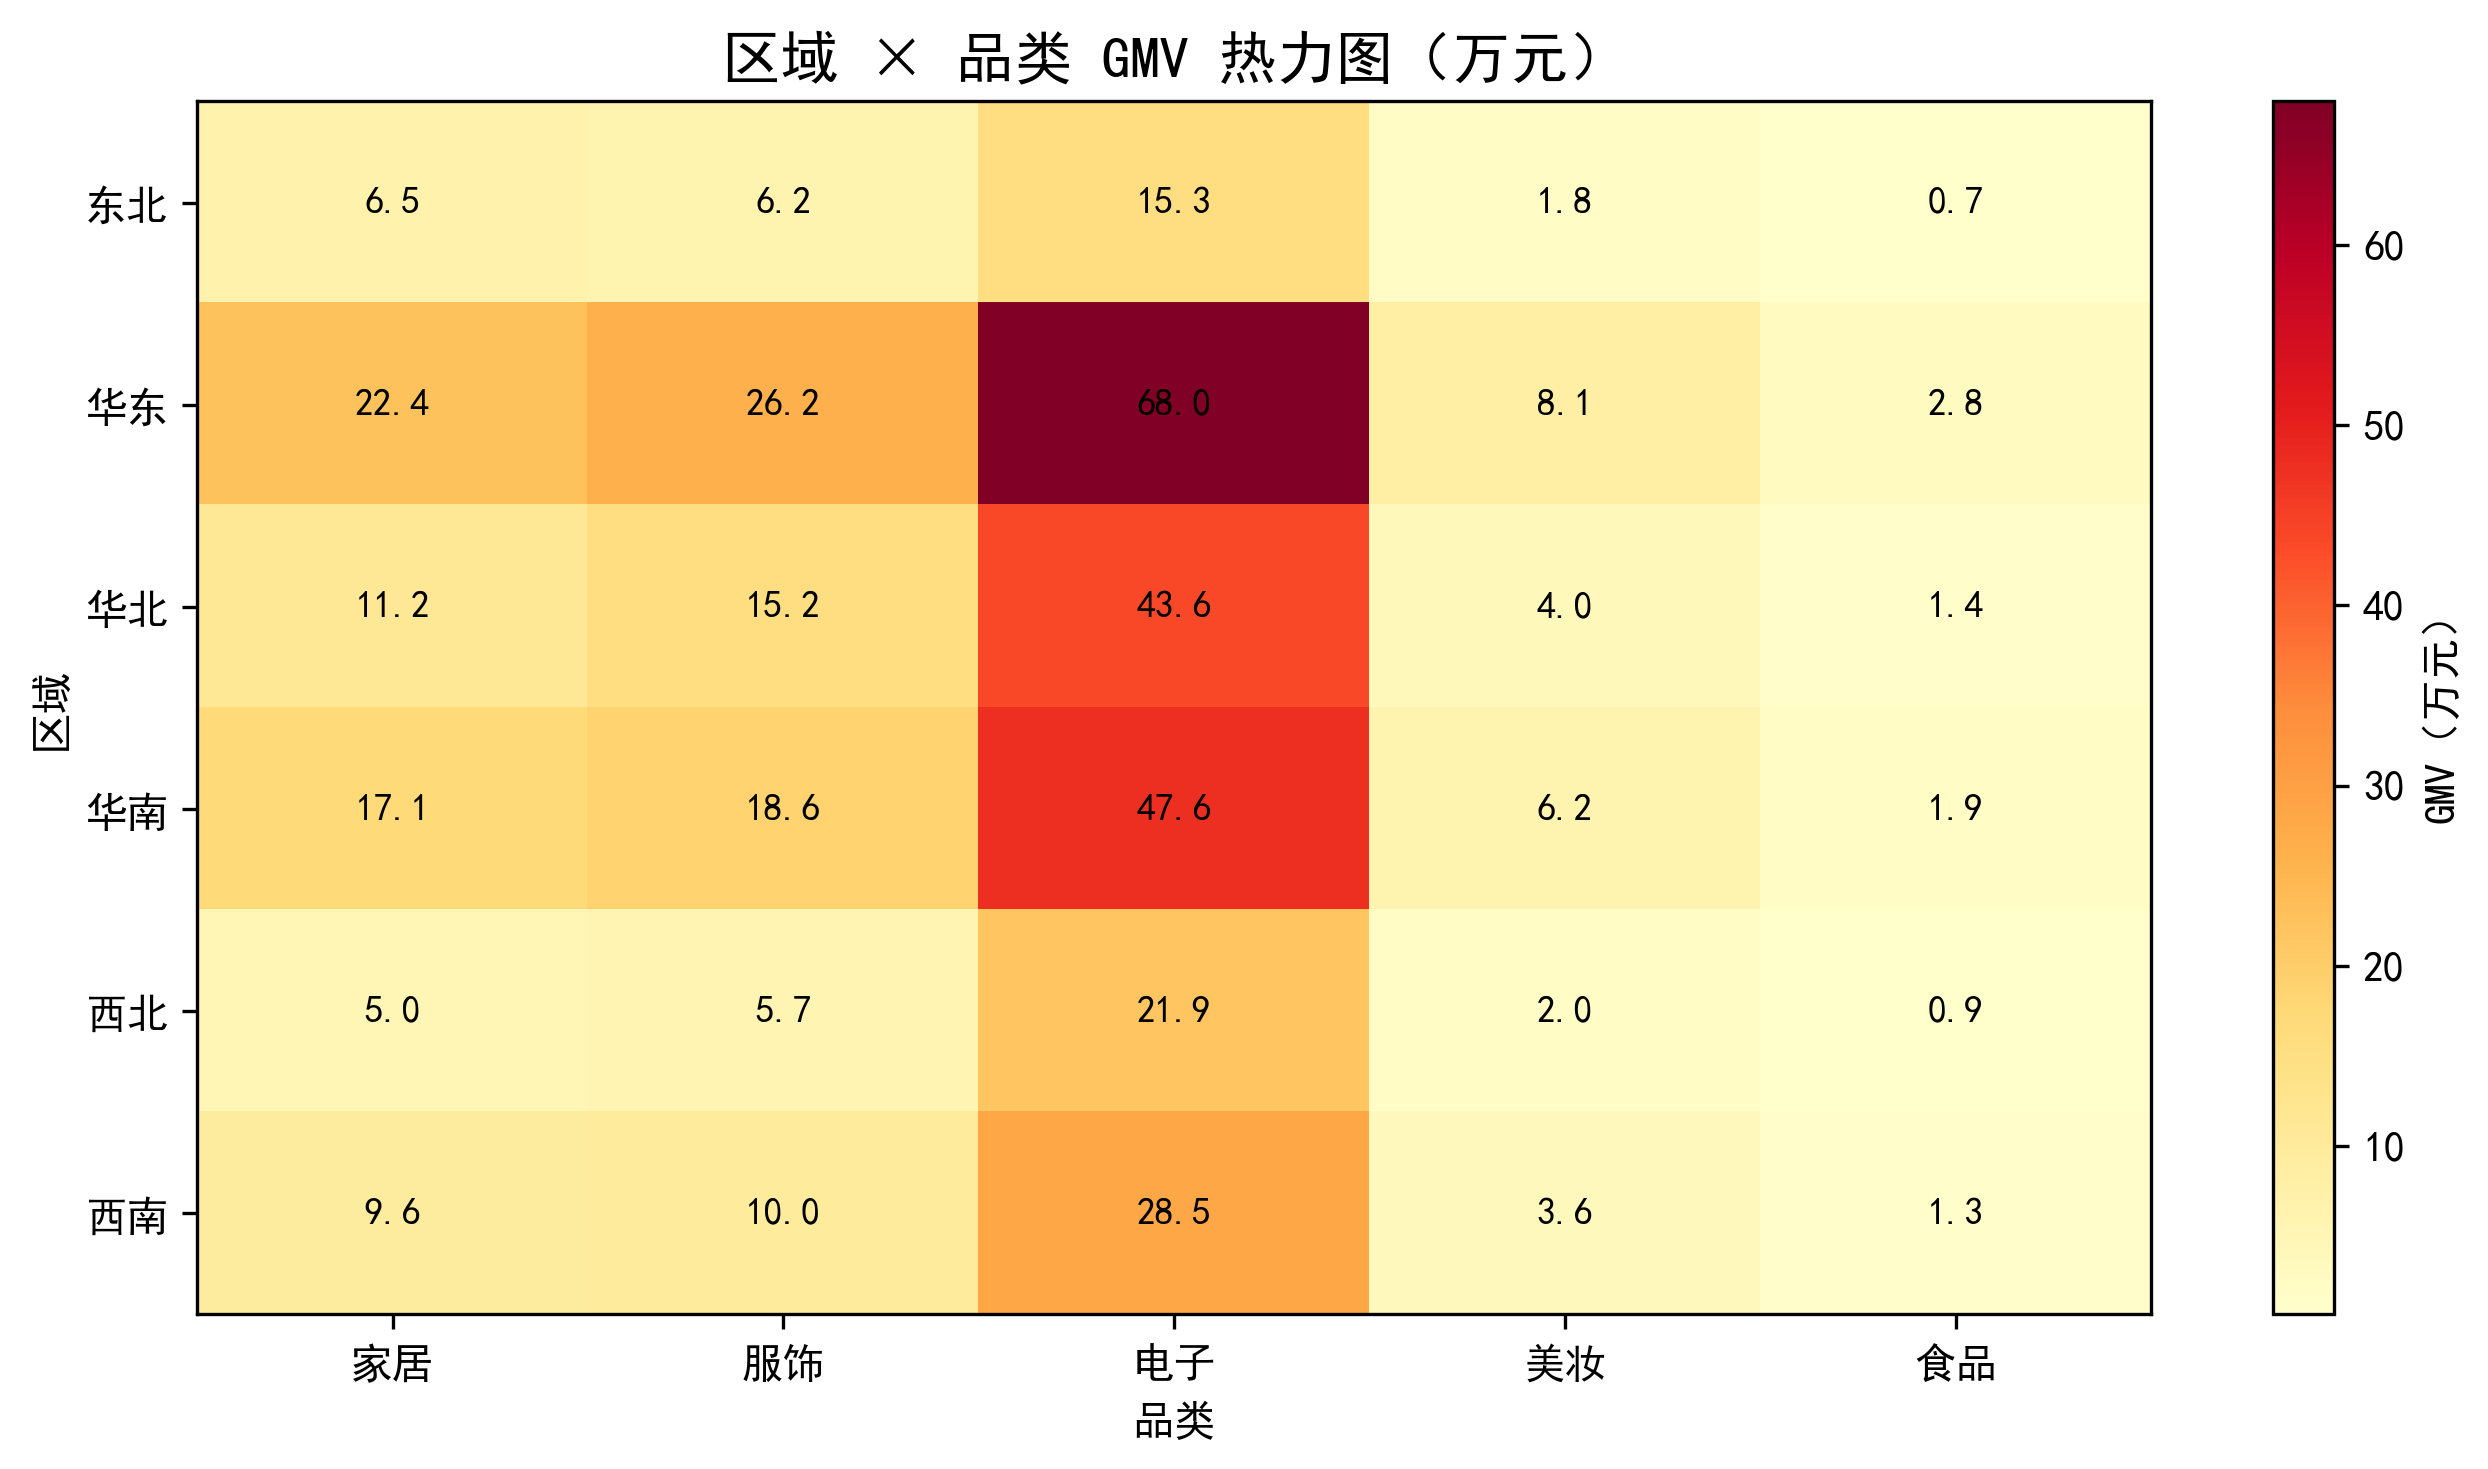 区域 × 品类 GMV 热力图（万元）
东北 6.5 6.2 15.3 1.8 0.7
华东 22.4 26.2 68.0 8.1 2.8
华北 11.2 15.2 43.6 4.0 1.4
华南 17.1 18.6 47.6 6.2 1.9
西北 5.0 5.7 21.9 2.0 0.9
西南 9.6 10.0 28.5 3.6 1.3
家居 服饰 电子 美妆 食品
品类
区域
60
50
40
30
20
10
GMV（万元）